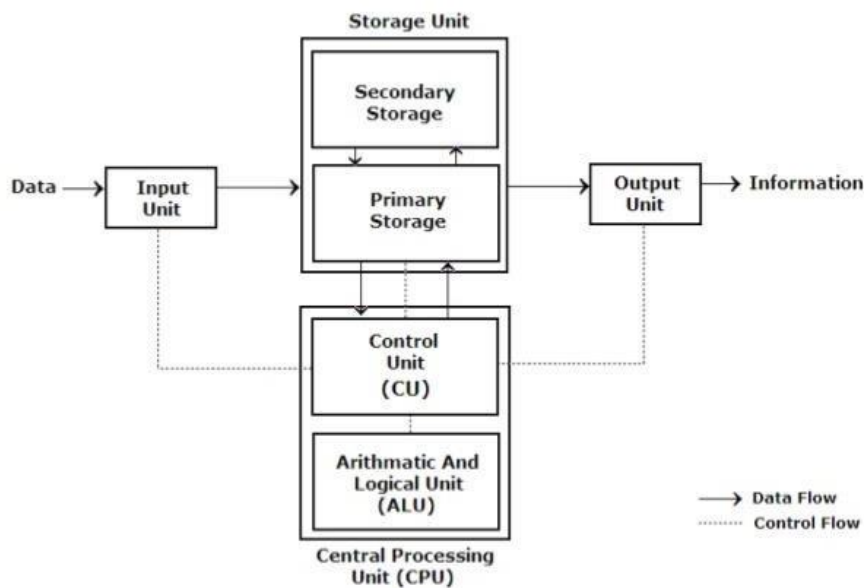 Storage Unit
Secondary
Storage
Data
Input
Unit
Primary
Storage
Output
Unit
Information
Control
Unit
(CU)
Arithmatic And
Logical Unit
(ALU)
Central Processing
Unit (CPU)
Data Flow
Control Flow